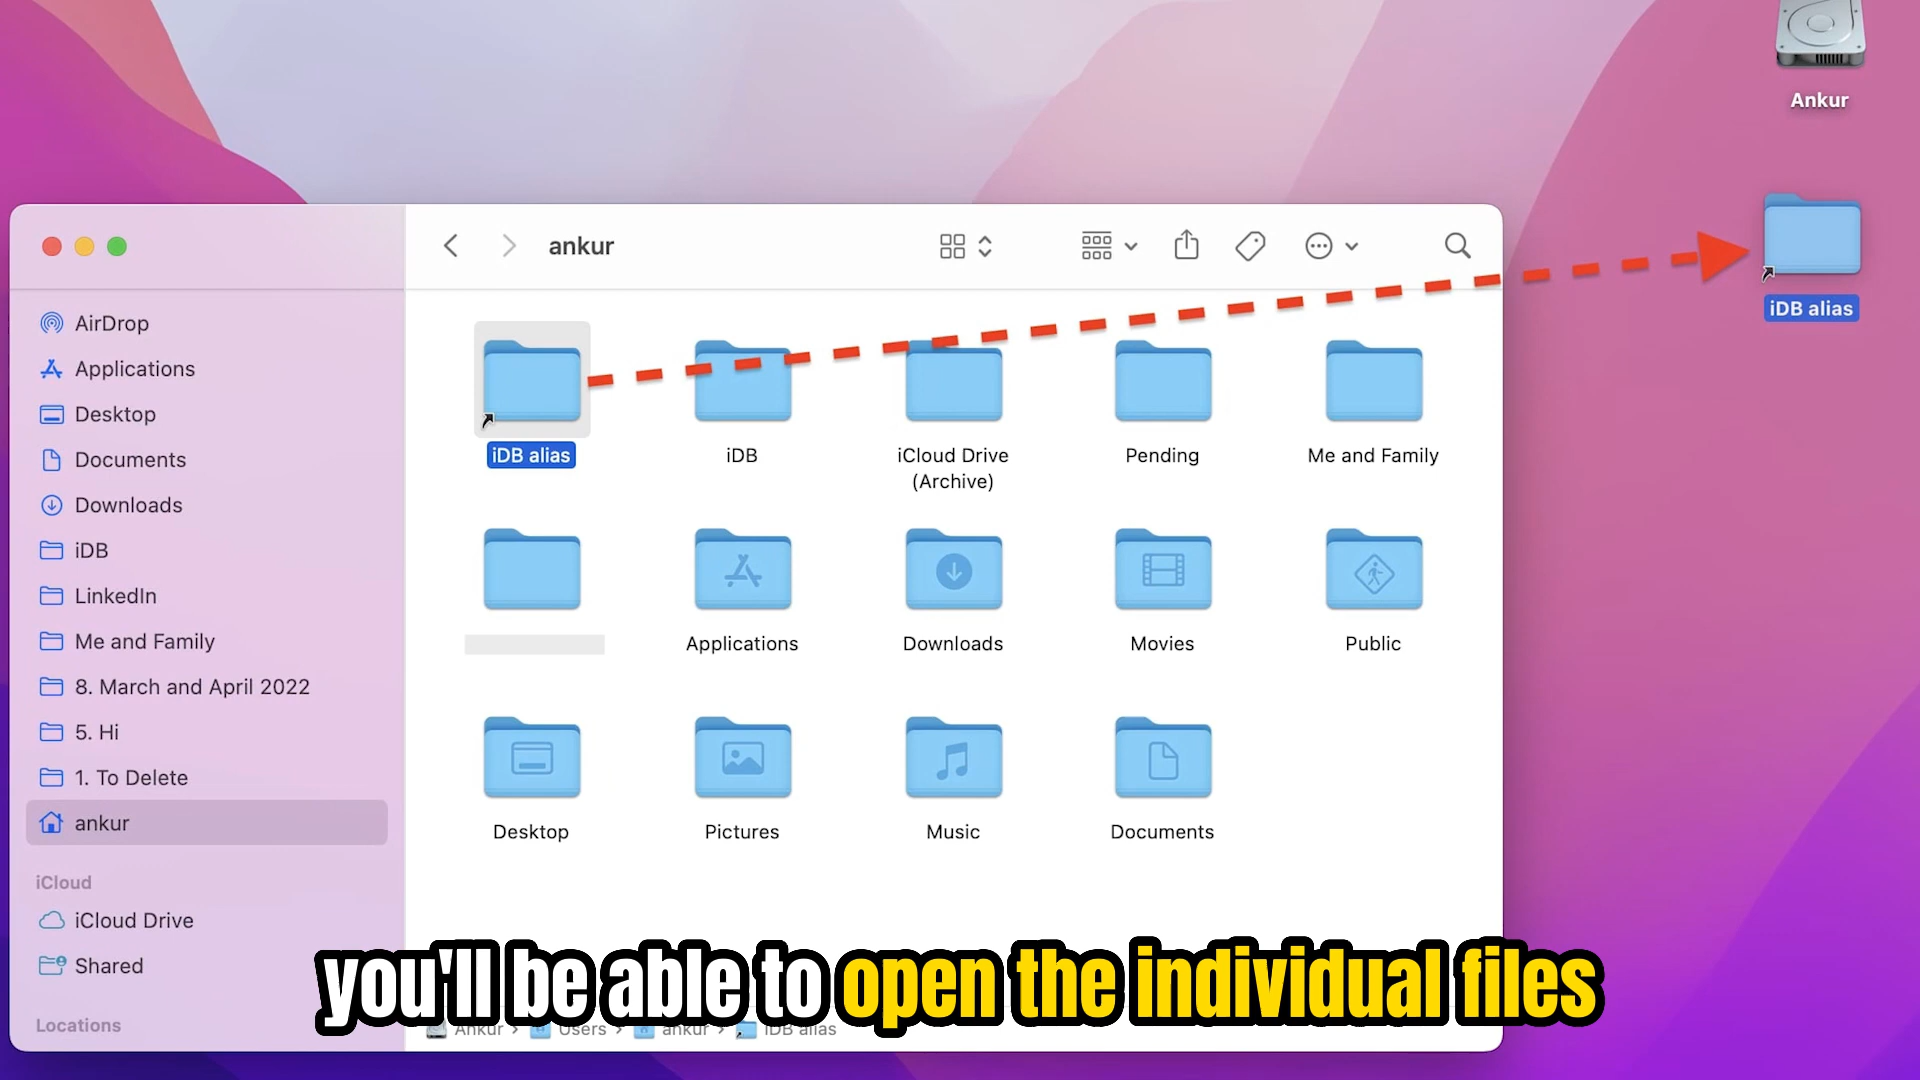 Ankur
iDB alias
ankur
AirDrop
Applications
Desktop
Documents
Downloads
iDB
LinkedIn
Me and Family
8. March and April 2022
5. Hi
1. To Delete
ankur
iCloud
iCloud Drive
Shared
Locations
iDB alias
iDB
iCloud Drive
(Archive)
Pending
Me and Family
Applications
Downloads
Movies
Public
Desktop
Pictures
Music
Documents
you'll be able to open the individual files
Ankur › Users › ankur › iDB alias